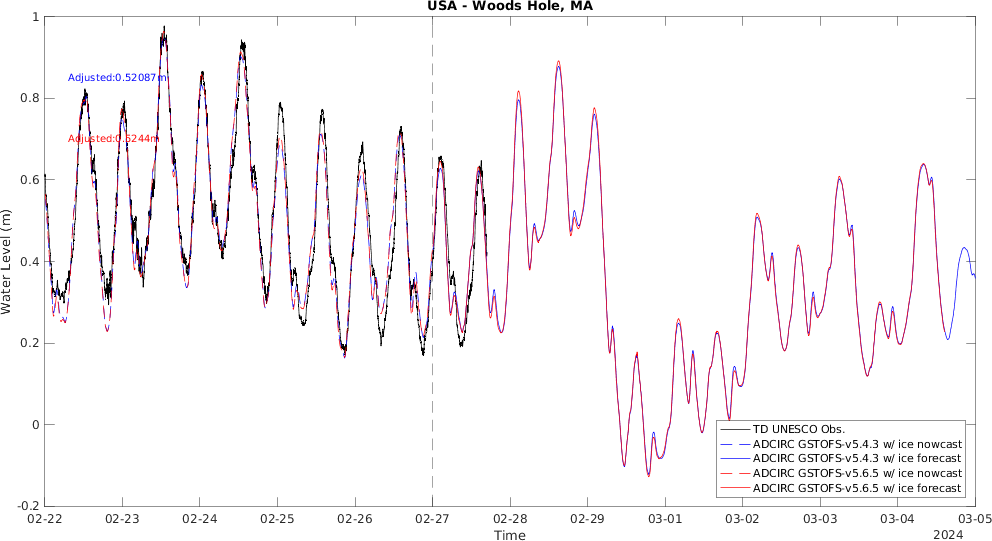 USA - Woods Hole, MA
1
0.8
0.6
0.4
0.2
0
-0.2
Water Level (m)
Adjusted:0.52087m
Adjusted:0.5244m
TD UNESCO Obs.
ADCIRC GSTOFS-v5.4.3 w/ ice nowcast
ADCIRC GSTOFS-v5.4.3 w/ ice forecast
ADCIRC GSTOFS-v5.6.5 w/ ice nowcast
ADCIRC GSTOFS-v5.6.5 w/ ice forecast
02-22 02-23 02-24 02-25 02-26 02-27 02-28 02-29 03-01 03-02 03-03 03-04 03-05
Time
2024